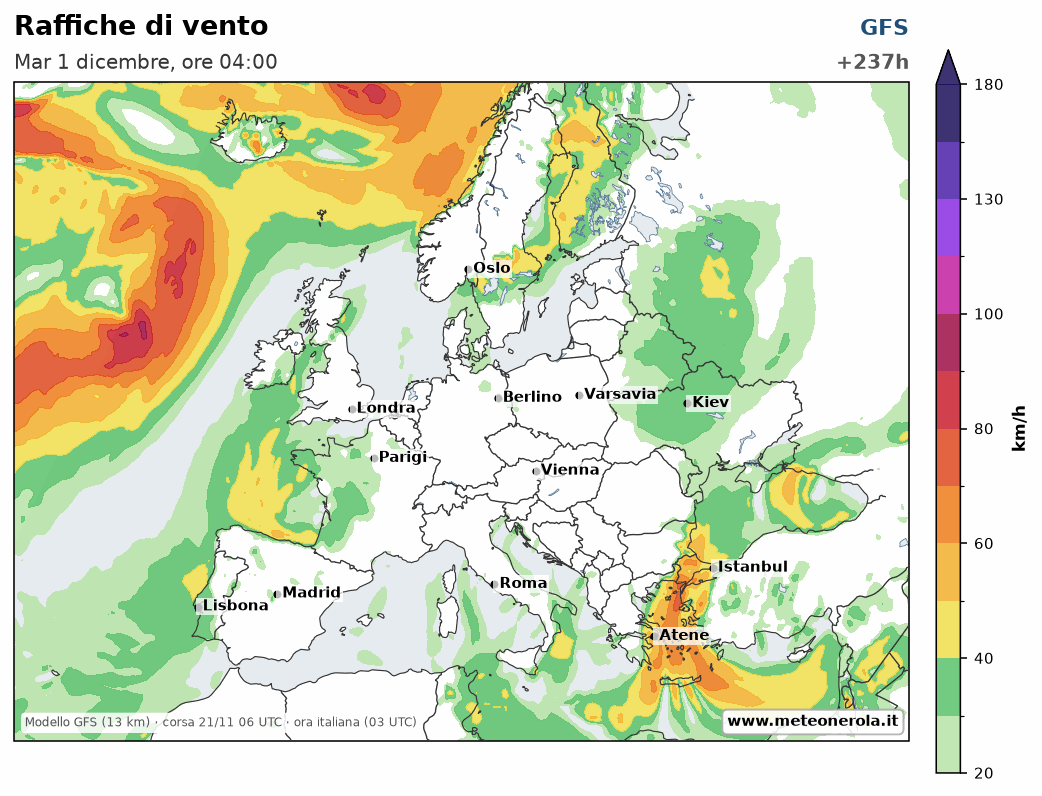 Raffiche di vento
GFS
Mar 1 dicembre, ore 04:00
+237h
180
130
100
80
60
40
20
km/h
Oslo
Berlino
Varsavia
Kiev
Londra
Parigi
Vienna
Istanbul
Roma
Madrid
Lisbona
Atene
Modello GFS (13 km) · corsa 21/11 06 UTC · ora italiana (03 UTC)
www.meteonerola.it